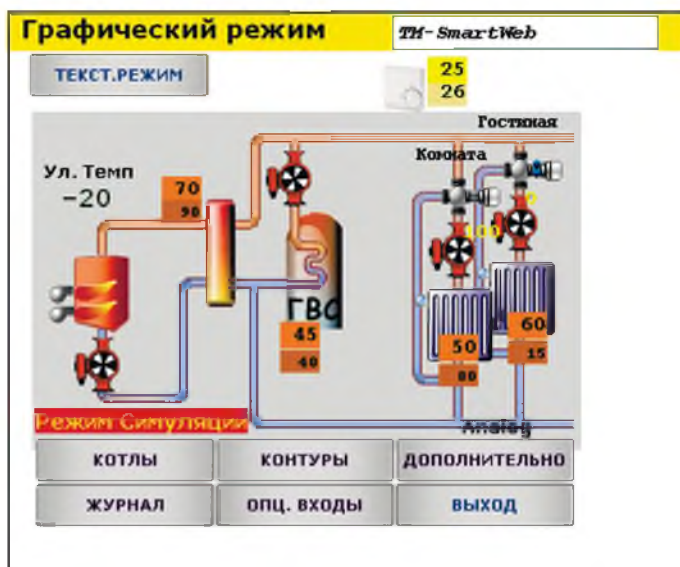 Графический режим TM-SmartWeb
ТЕКСТ.РЕЖИМ
25
26
Гостиная
Комната
Ул. Темп
-20
70
90
100
0
ГВС
45
40
60
15
50
80
Режим Симуляции
Analog
КОТЛЫ КОНТУРЫ ДОПОЛНИТЕЛЬНО
ЖУРНАЛ ОПЦ. ВХОДЫ ВЫХОД